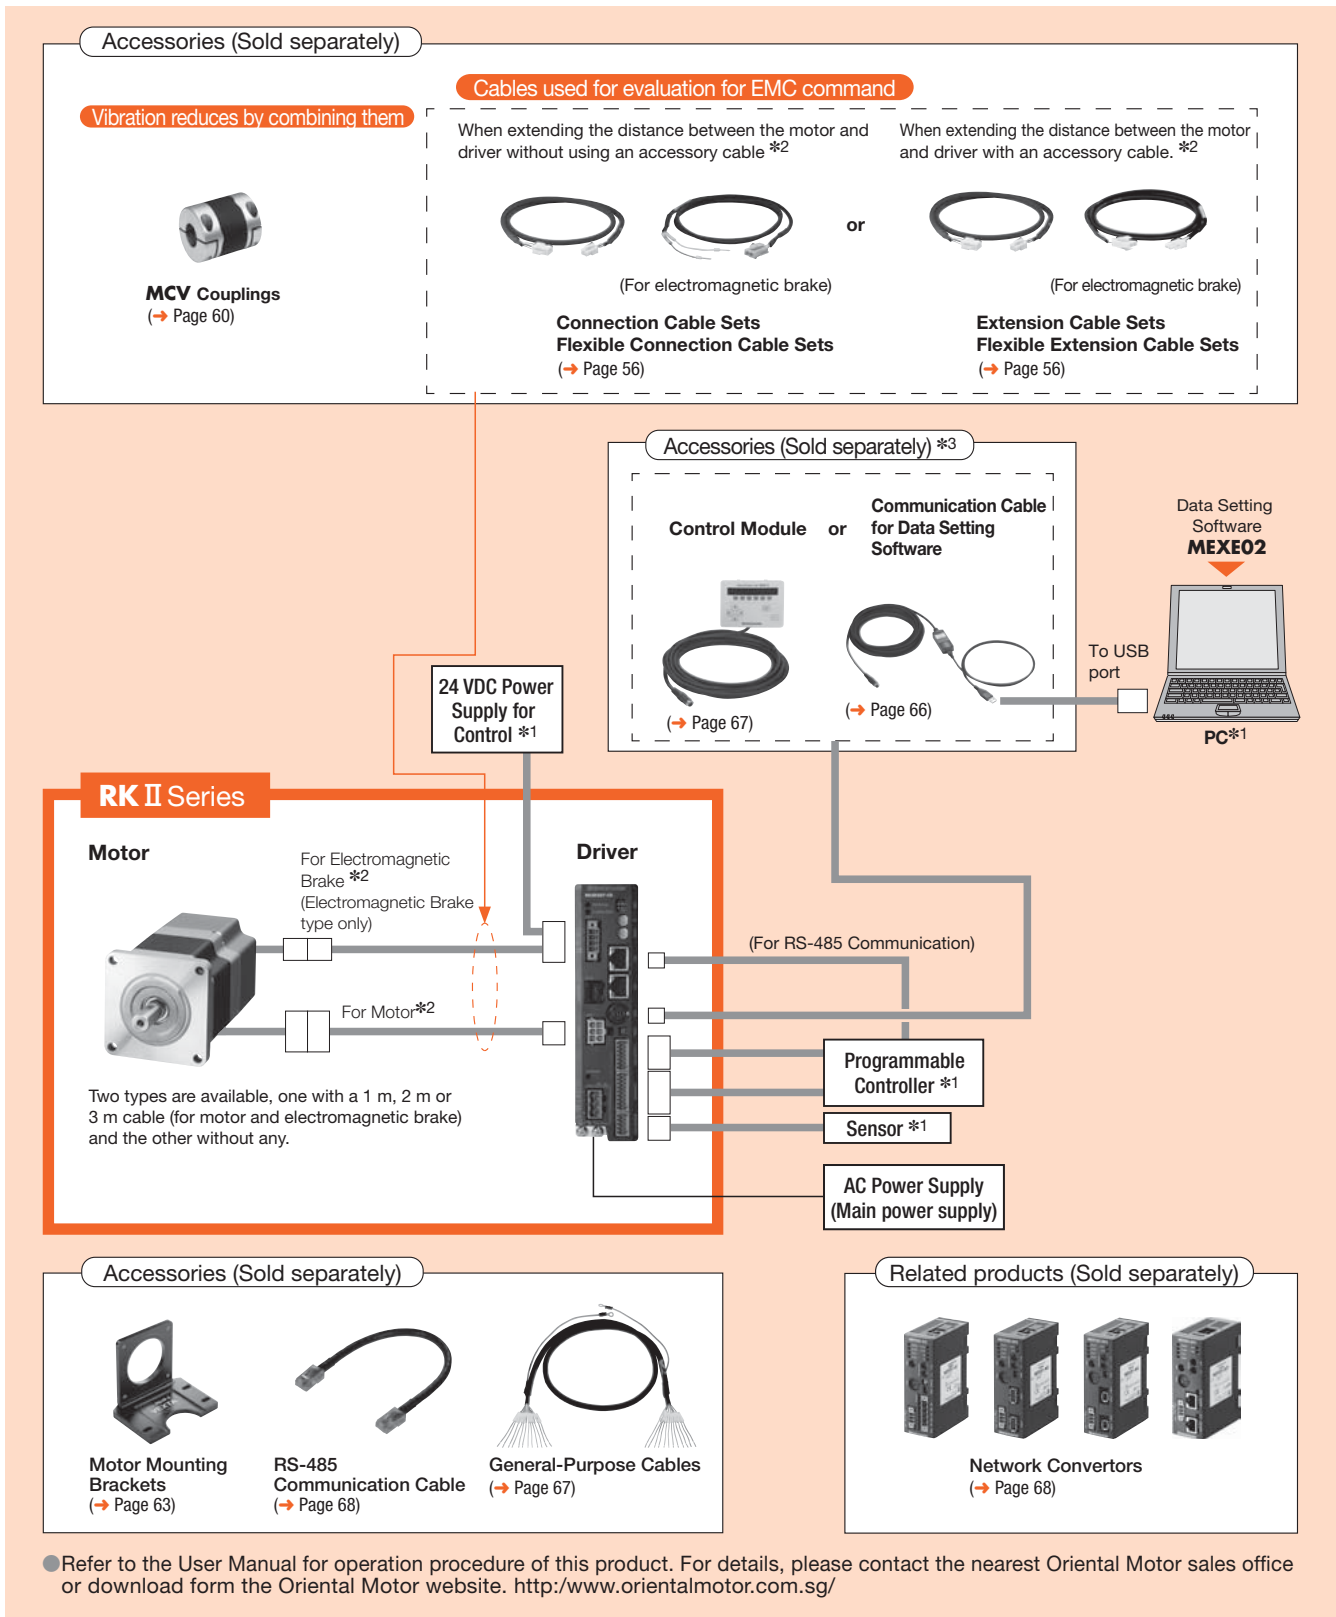 Accessories (Sold separately)
Vibration reduces by combining them
Cables used for evaluation for EMC command
When extending the distance between the motor and
driver without using an accessory cable ✻2
When extending the distance between the motor
and driver with an accessory cable. ✻2
or
(For electromagnetic brake)
(For electromagnetic brake)
MCV Couplings
(➜ Page 60)
Connection Cable Sets
Flexible Connection Cable Sets
(➜ Page 56)
Extension Cable Sets
Flexible Extension Cable Sets
(➜ Page 56)
Accessories (Sold separately) ✻3
Control Module
or
Communication Cable
for Data Setting
Software
(➜ Page 67)
(➜ Page 66)
Data Setting
Software
MEXE02
To USB
port
PC✻1
24 VDC Power
Supply for
Control ✻1
RK II Series
Motor
For Electromagnetic
Brake ✻2
(Electromagnetic Brake
type only)
Driver
For Motor✻2
(For RS-485 Communication)
Two types are available, one with a 1 m, 2 m or
3 m cable (for motor and electromagnetic brake)
and the other without any.
Programmable
Controller ✻1
Sensor ✻1
AC Power Supply
(Main power supply)
Accessories (Sold separately)
Motor Mounting
Brackets
(➜ Page 63)
RS-485
Communication Cable
(➜ Page 68)
General-Purpose Cables
(➜ Page 67)
Related products (Sold separately)
Network Convertors
(➜ Page 68)
●Refer to the User Manual for operation procedure of this product. For details, please contact the nearest Oriental Motor sales office
or download form the Oriental Motor website. http:/www.orientalmotor.com.sg/